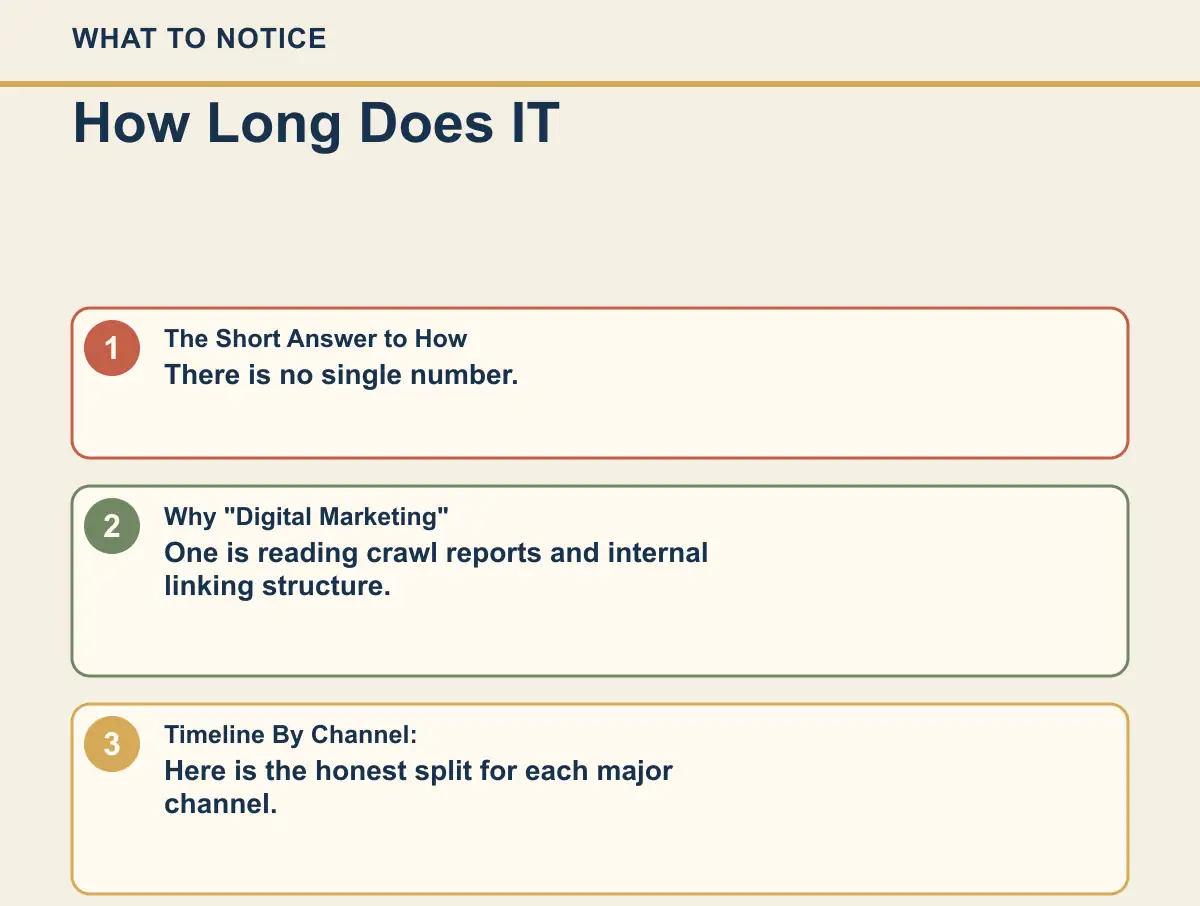 WHAT TO NOTICE
How Long Does IT
1
The Short Answer to How
There is no single number.
2
Why "Digital Marketing"
One is reading crawl reports and internal
linking structure.
3
Timeline By Channel:
Here is the honest split for each major
channel.